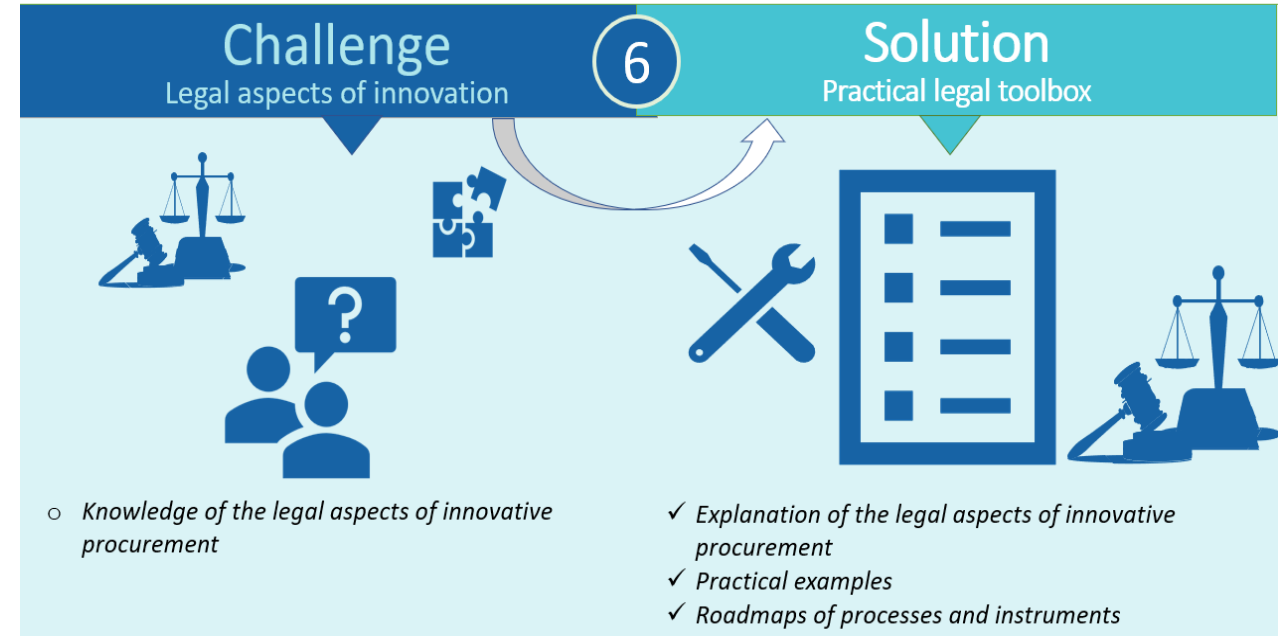 Challenge
Legal aspects of innovation
6
Solution
Practical legal toolbox
?
o Knowledge of the legal aspects of innovative
procurement
✓ Explanation of the legal aspects of innovative
procurement
✓ Practical examples
✓ Roadmaps of processes and instruments